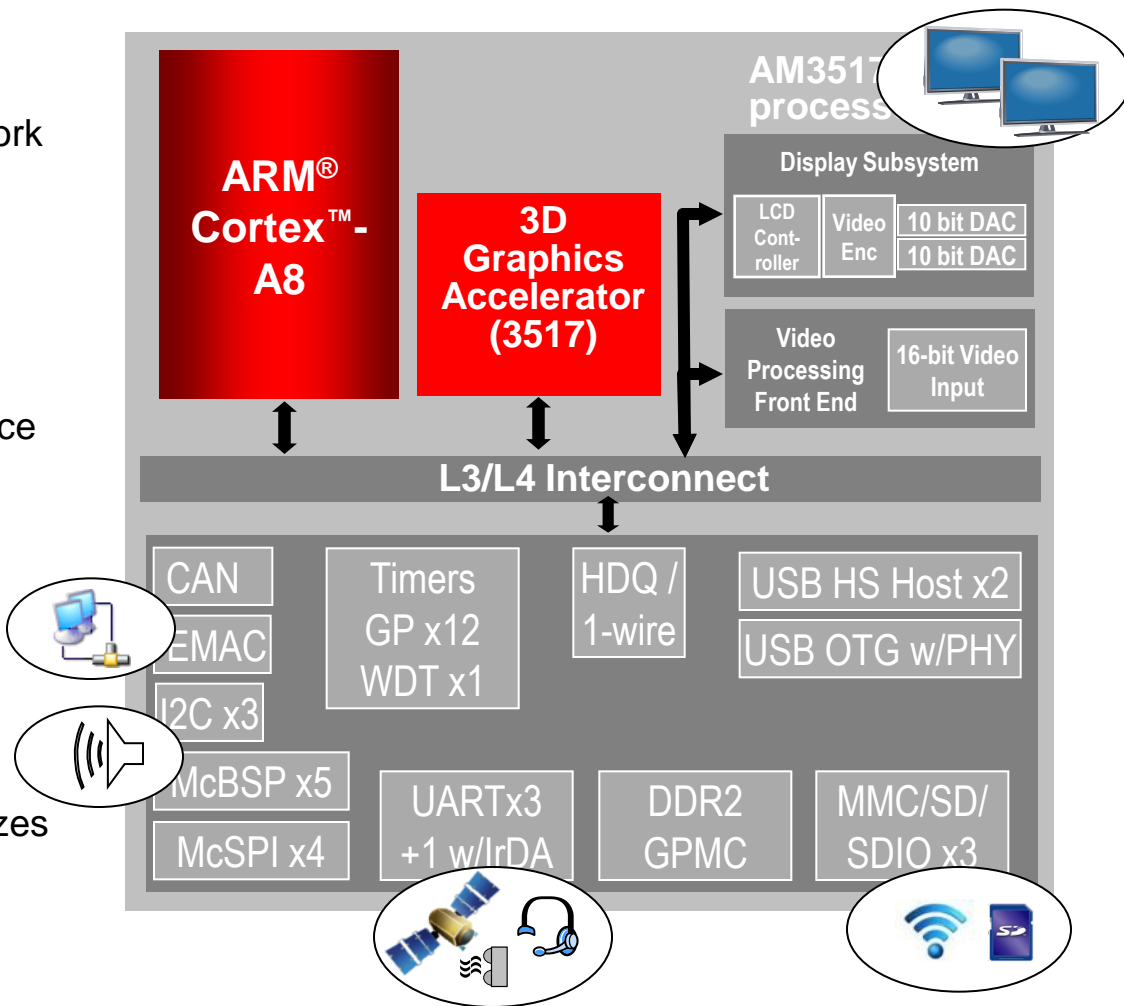 ork
ce
zes
ARM®
Cortex™-
A8
3D
Graphics
Accelerator
(3517)
AM3517
process
Display Subsystem
LCD
Cont-
roller
Video
Enc
10 bit DAC
10 bit DAC
Video
Processing
Front End
16-bit Video
Input
L3/L4 Interconnect
CAN
EMAC
I2C x3
McBSP x5
McSPI x4
Timers
GP x12
WDT x1
HDQ /
1-wire
USB HS Host x2
USB OTG w/PHY
UARTx3
+1 w/IrDA
DDR2
GPMC
MMC/SD/
SDIO x3
SD